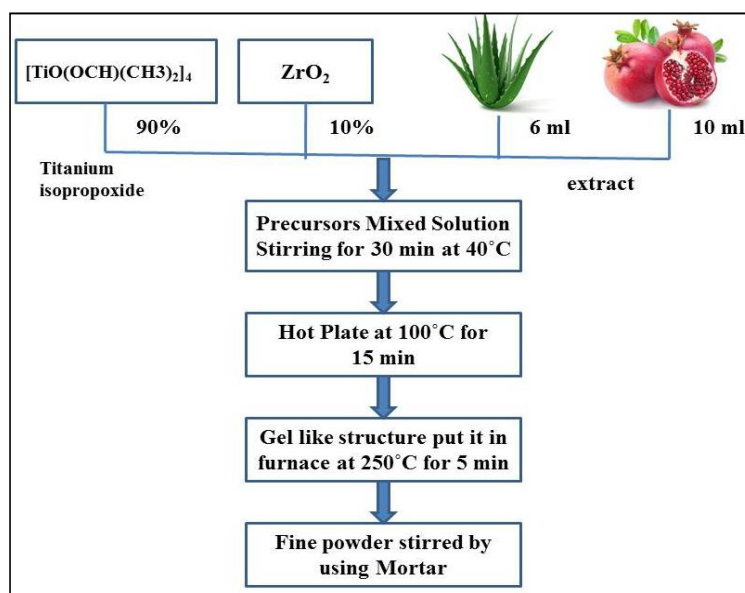 [TiO(OCH)(CH3)₂]₄
ZrO₂
90%
10%
6 ml
10 ml
Titanium
isopropoxide
extract
Precursors Mixed Solution
Stirring for 30 min at 40˚C
Hot Plate at 100˚C for
15 min
Gel like structure put it in
furnace at 250˚C for 5 min
Fine powder stirred by
using Mortar